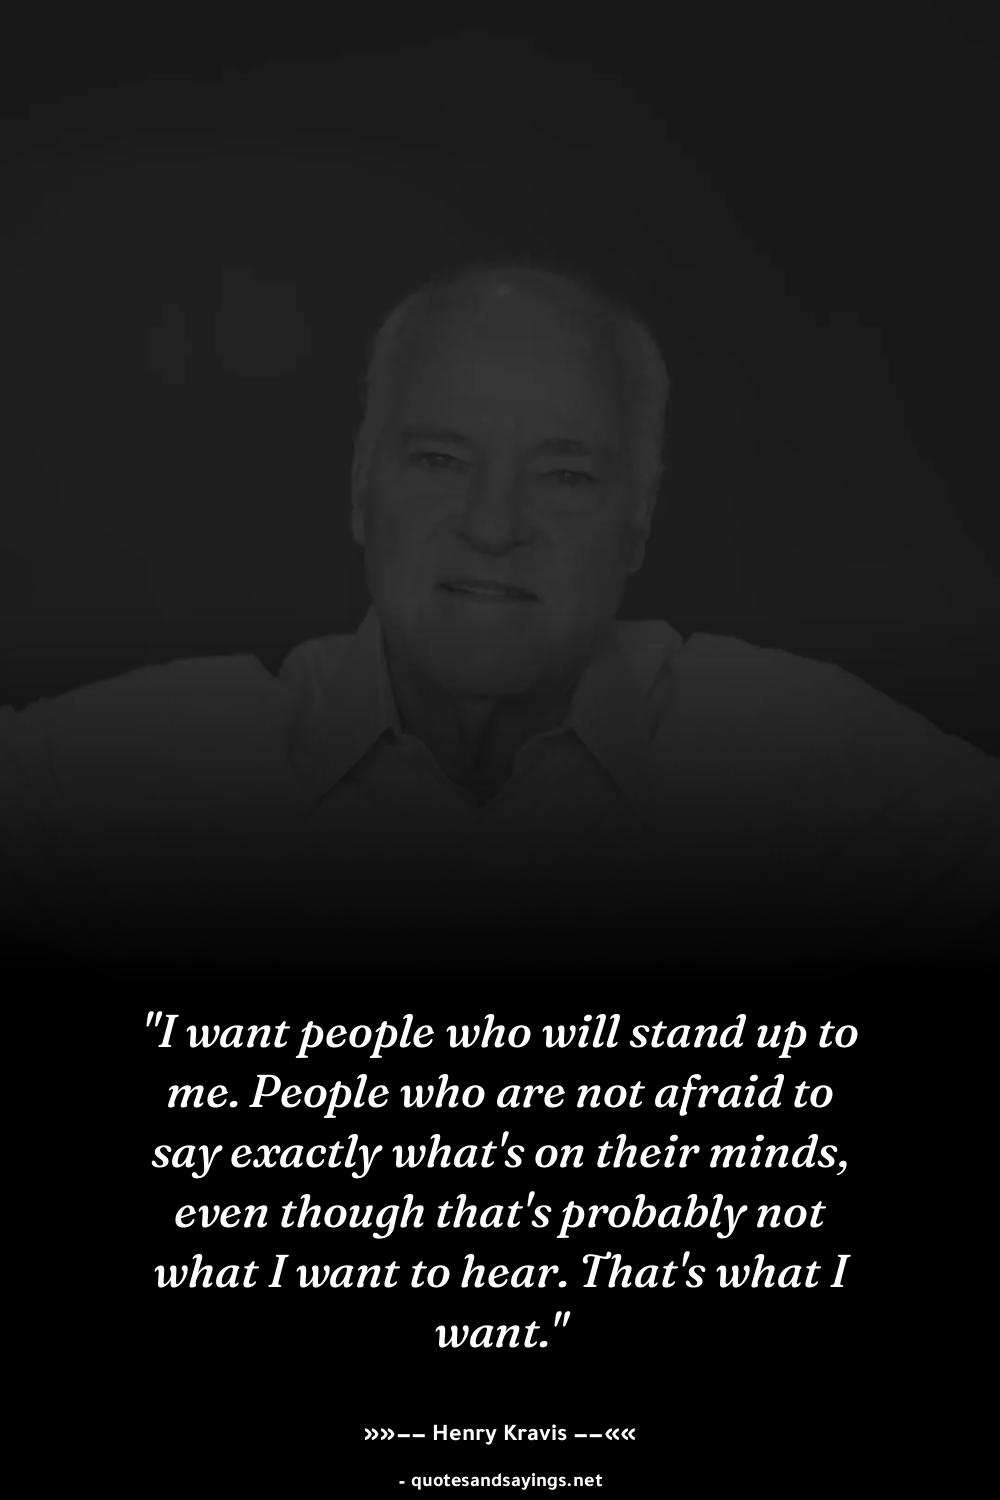 "I want people who will stand up to
me. People who are not afraid to
say exactly what's on their minds,
even though that's probably not
what I want to hear. That's what I
want."
»»−− Henry Kravis −−««
- quotesandsayings.net